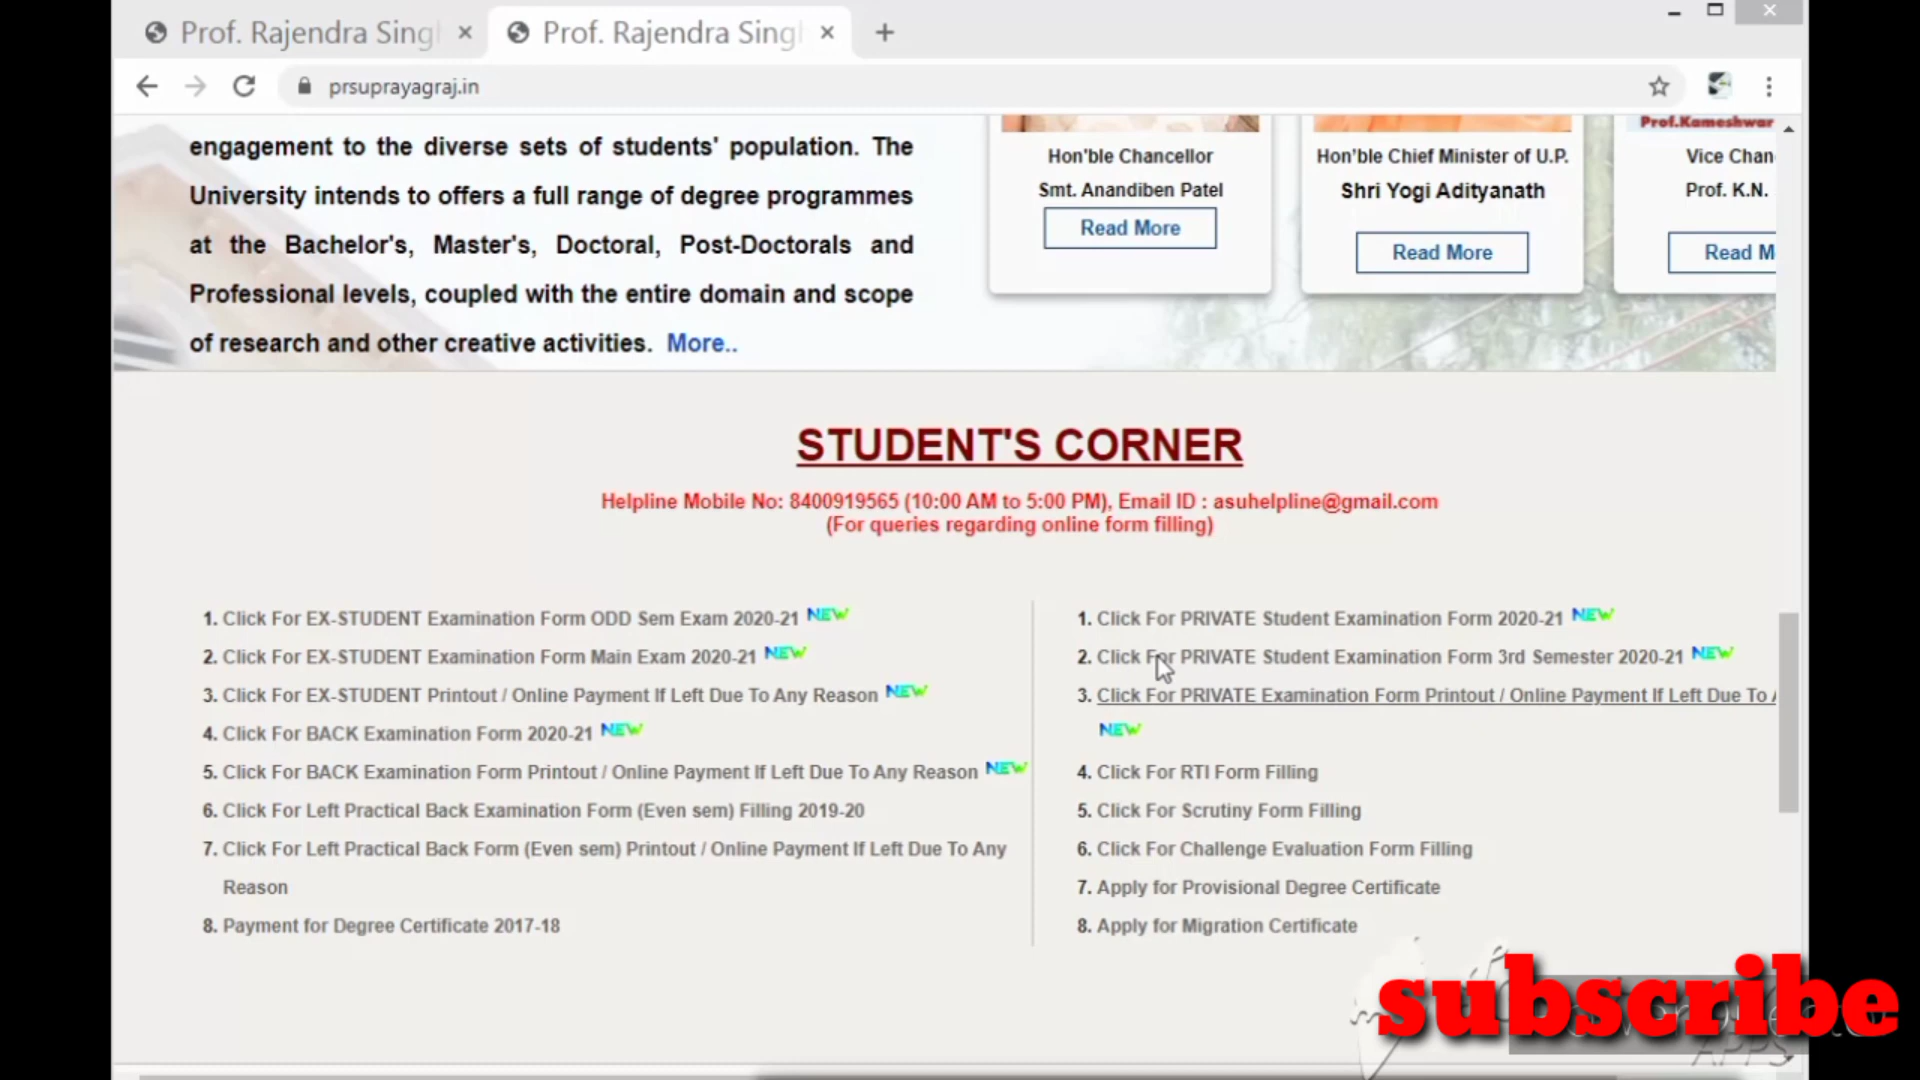 Prof. Rajendra Singh
Prof. Rajendra Singh
prsuprayagraj.in
engagement to the diverse sets of students' population. The
University intends to offers a full range of degree programmes
at the Bachelor's, Master's, Doctoral, Post-Doctorals and
Professional levels, coupled with the entire domain and scope
of research and other creative activities. More..
Hon'ble Chancellor
Smt. Anandiben Patel
Read More
Hon'ble Chief Minister of U.P.
Shri Yogi Adityanath
Read More
Prof.Kameshwar
Vice Chan
Prof. K.N.
Read M
STUDENT'S CORNER
Helpline Mobile No: 8400919565 (10:00 AM to 5:00 PM), Email ID : asuhelpline@gmail.com
(For queries regarding online form filling)
1. Click For EX-STUDENT Examination Form ODD Sem Exam 2020-21 NEW
2. Click For EX-STUDENT Examination Form Main Exam 2020-21 NEW
3. Click For EX-STUDENT Printout / Online Payment If Left Due To Any Reason NEW
4. Click For BACK Examination Form 2020-21 NEW
5. Click For BACK Examination Form Printout / Online Payment If Left Due To Any Reason NEW
6. Click For Left Practical Back Examination Form (Even sem) Filling 2019-20
7. Click For Left Practical Back Form (Even sem) Printout / Online Payment If Left Due To Any
Reason
8. Payment for Degree Certificate 2017-18
1. Click For PRIVATE Student Examination Form 2020-21 NEW
2. Click For PRIVATE Student Examination Form 3rd Semester 2020-21 NEW
3. Click For PRIVATE Examination Form Printout / Online Payment If Left Due To
NEW
4. Click For RTI Form Filling
5. Click For Scrutiny Form Filling
6. Click For Challenge Evaluation Form Filling
7. Apply for Provisional Degree Certificate
8. Apply for Migration Certificate
subscribe
APPS